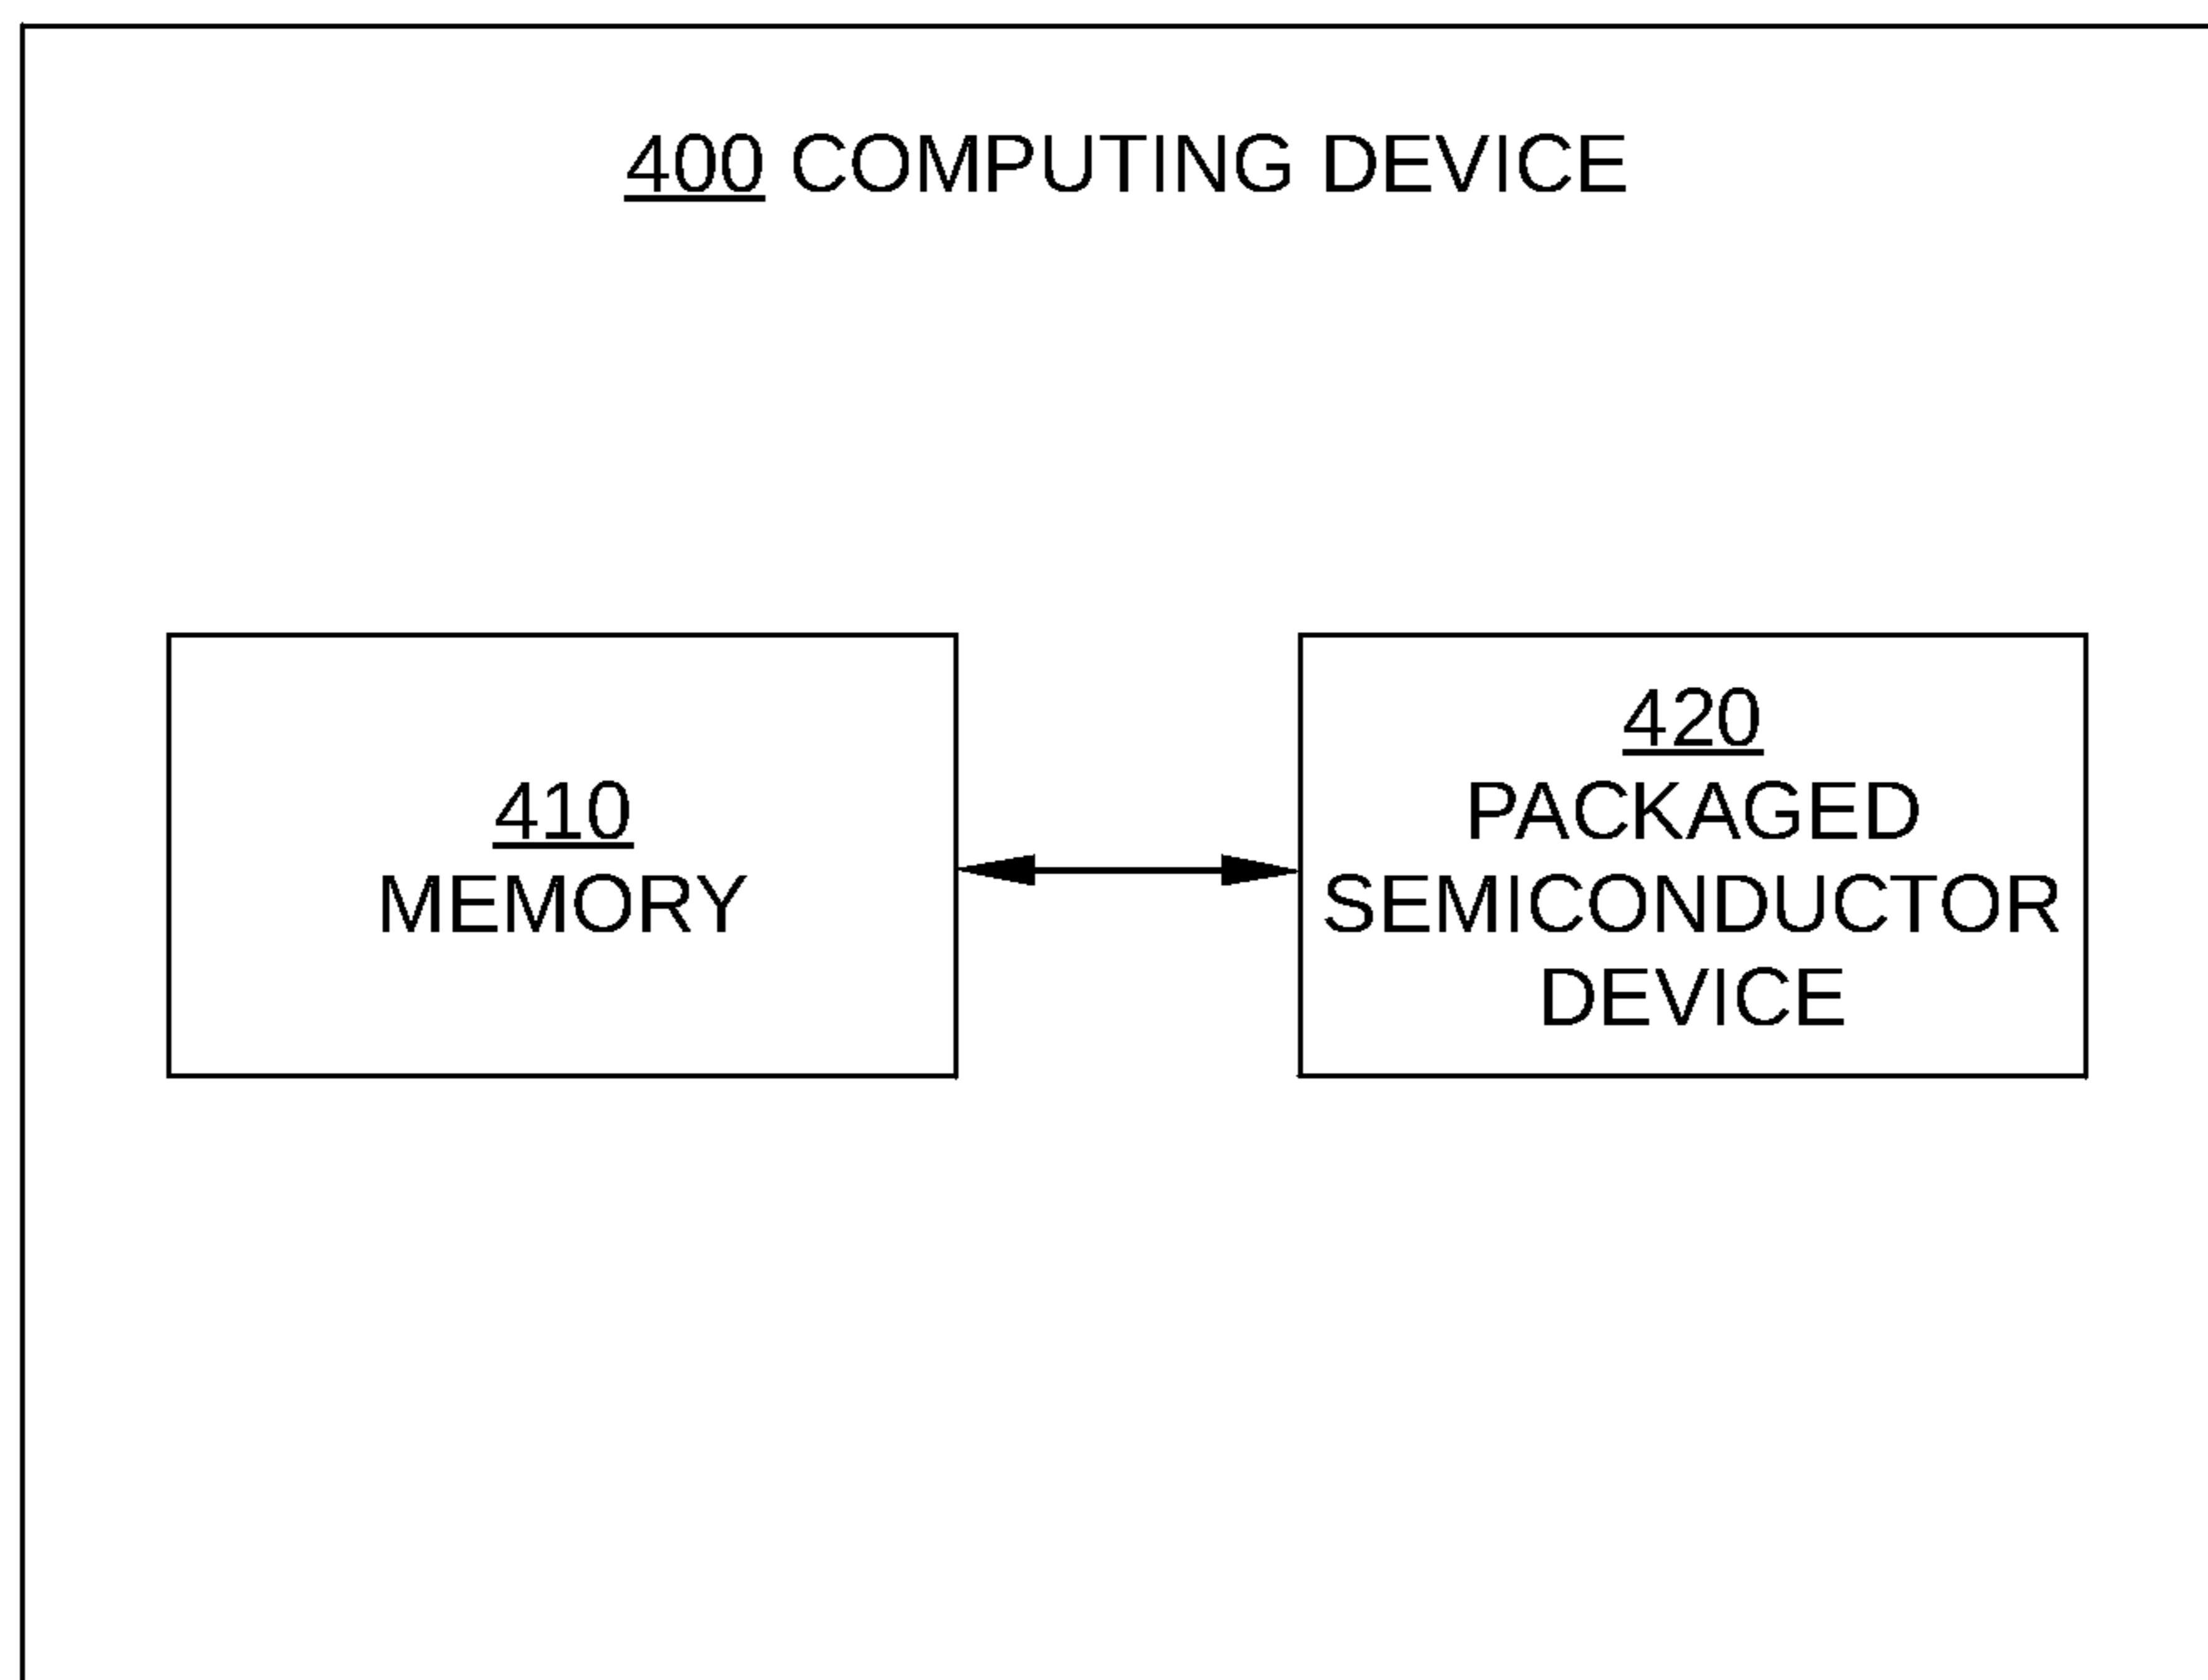 400 COMPUTING DEVICE
410
MEMORY
420
PACKAGED
SEMICONDUCTOR
DEVICE